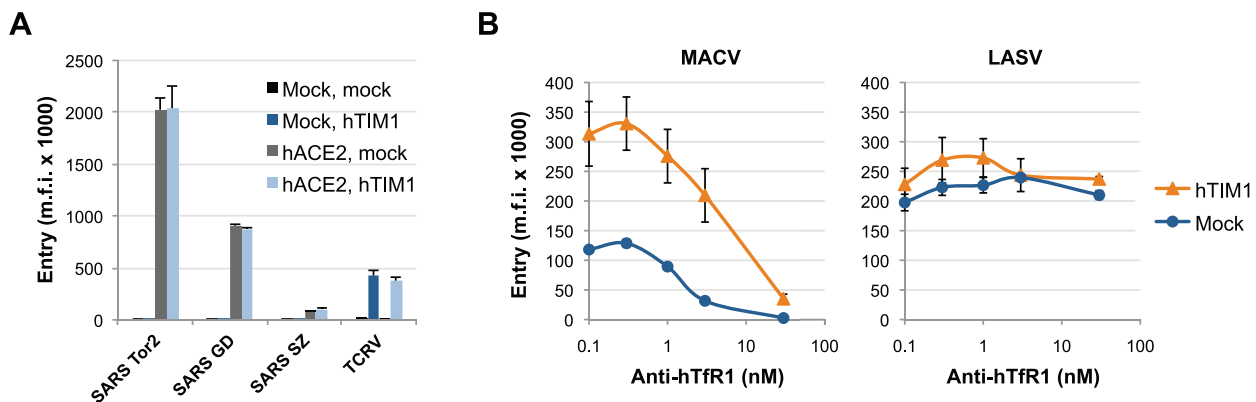 A
Entry (m.f.i. x 1000)
2500
2000
1500
1000
500
0
Mock, mock
Mock, hTIM1
hACE2, mock
hACE2, hTIM1
SARS Tor2
SARS GD
SARS SZ
TCRV
B
MACV
Entry (m.f.i. x 1000)
400
350
300
250
200
150
100
50
0
0.1 1 10 100
Anti-hTfR1 (nM)
LASV
400
350
300
250
200
150
100
50
0
0.1 1 10 100
Anti-hTfR1 (nM)
hTIM1
Mock